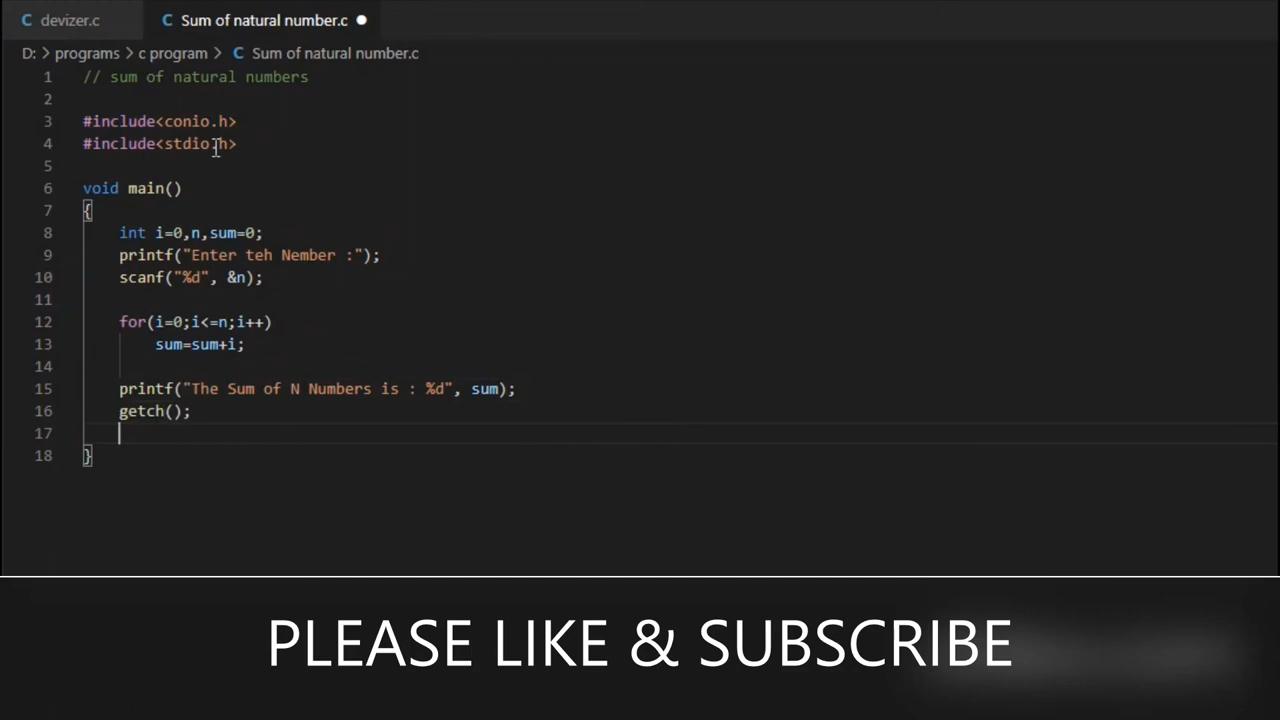 devizer.c
Sum of natural number.c
D: > programs > c program > Sum of natural number.c
1 // sum of natural numbers
2
3 #include<conio.h>
4 #include<stdio.h>
5
6 void main()
7 {
8 int i=0,n,sum=0;
9 printf("Enter teh Nember :");
10 scanf("%d", &n);
11
12 for(i=0;i<=n;i++)
13 sum=sum+i;
14
15 printf("The Sum of N Numbers is : %d", sum);
16 getch();
17
18 }
PLEASE LIKE & SUBSCRIBE